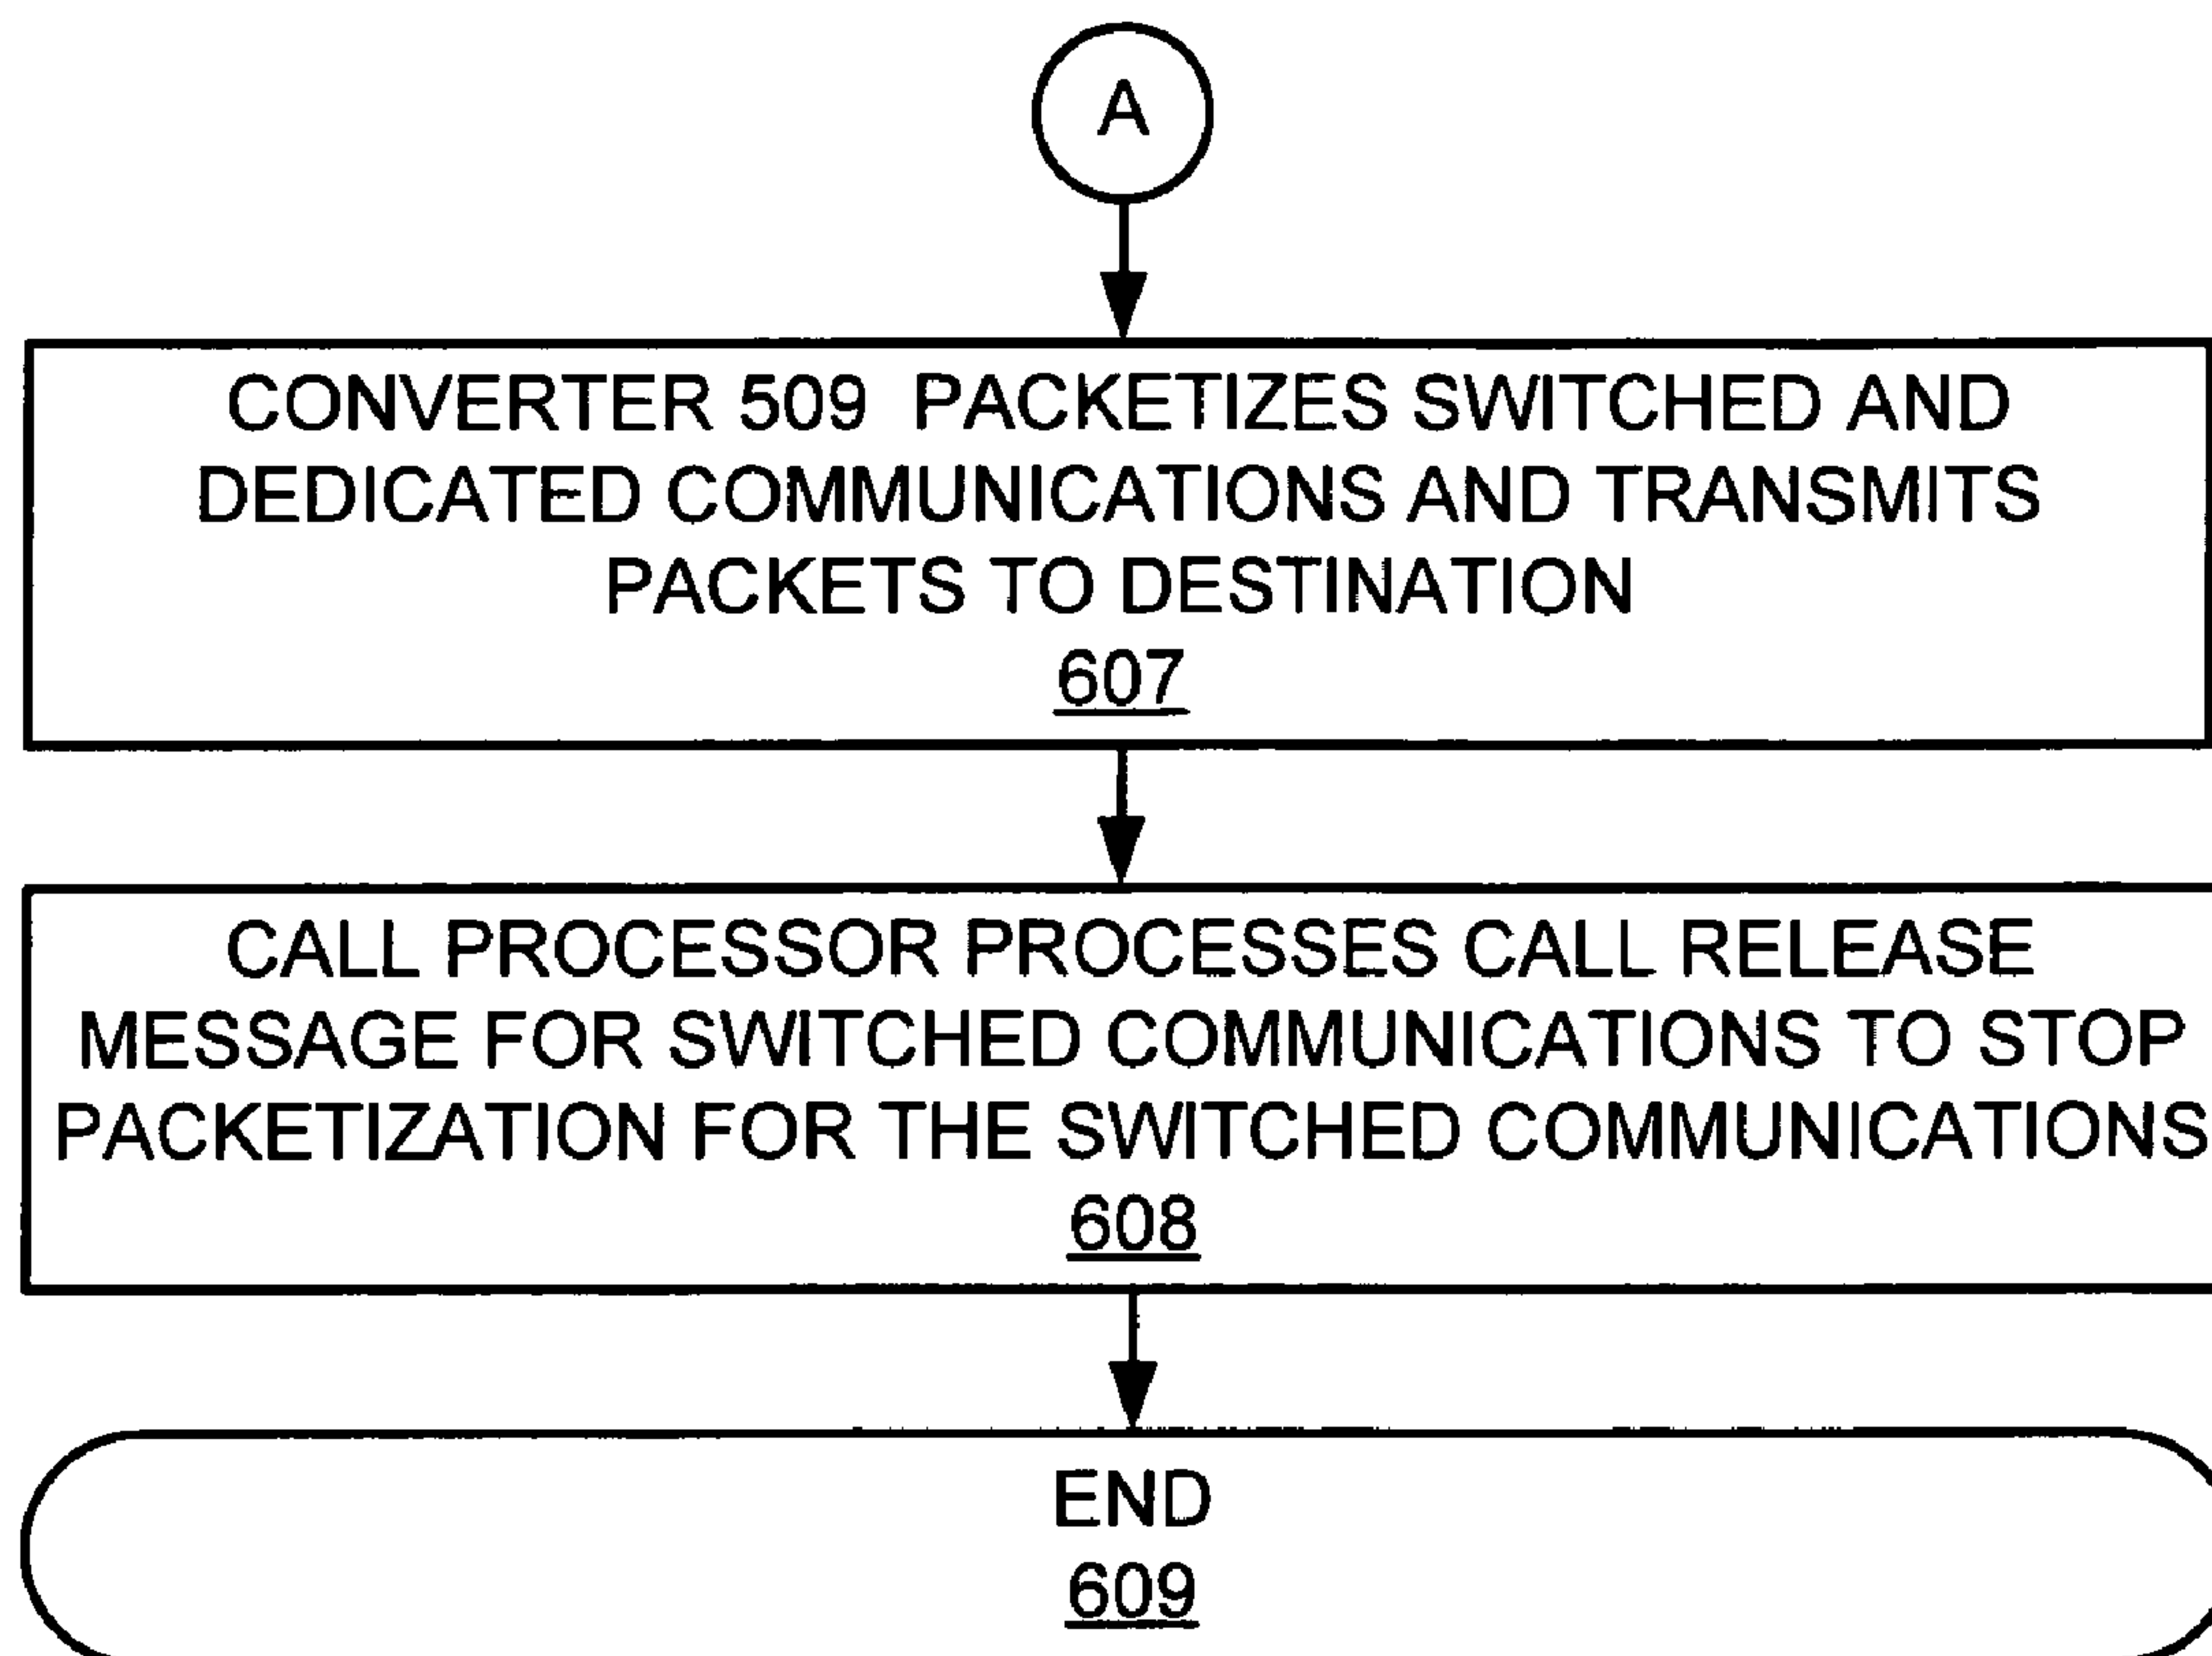 A
CONVERTER 509 PACKETIZES SWITCHED AND
DEDICATED COMMUNICATIONS AND TRANSMITS
PACKETS TO DESTINATION
607
CALL PROCESSOR PROCESSES CALL RELEASE
MESSAGE FOR SWITCHED COMMUNICATIONS TO STOP
PACKETIZATION FOR THE SWITCHED COMMUNICATIONS
608
END
609